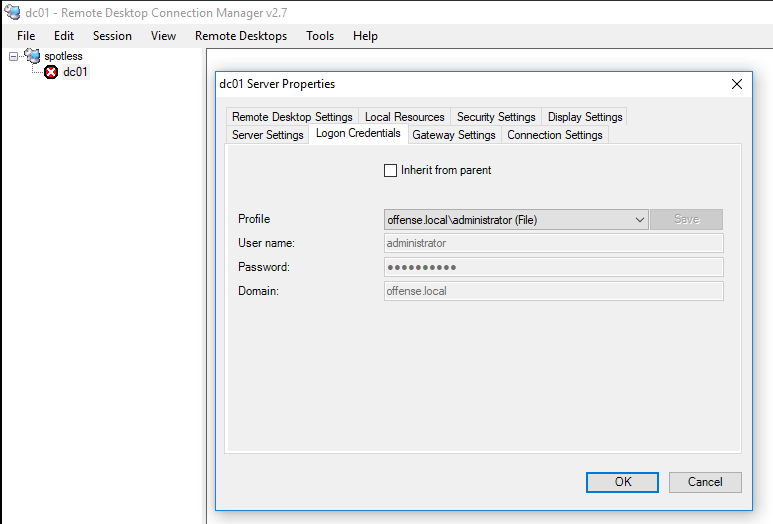 dc01 - Remote Desktop Connection Manager v2.7
File Edit Session View Remote Desktops Tools Help
spotless
dc01
dc01 Server Properties
Remote Desktop Settings Local Resources Security Settings Display Settings
Server Settings Logon Credentials Gateway Settings Connection Settings
Inherit from parent
Profile offense.local\administrator (File) Save
User name: administrator
Password: ●●●●●●●●●●
Domain: offense.local
OK Cancel